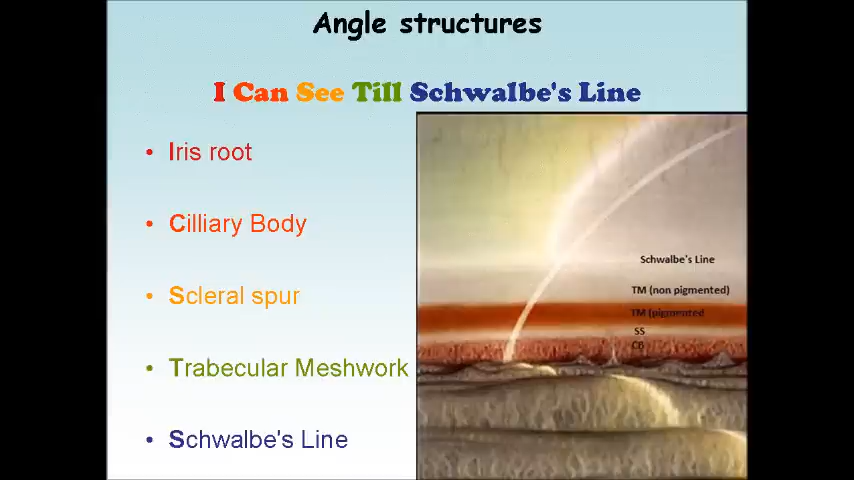 Angle structures
I Can See Till Schwalbe's Line
• Iris root
• Cilliary Body
• Scleral spur
• Trabecular Meshwork
• Schwalbe's Line
Schwalbe's Line
TM (non pigmented)
TM (pigmented
SS
CB